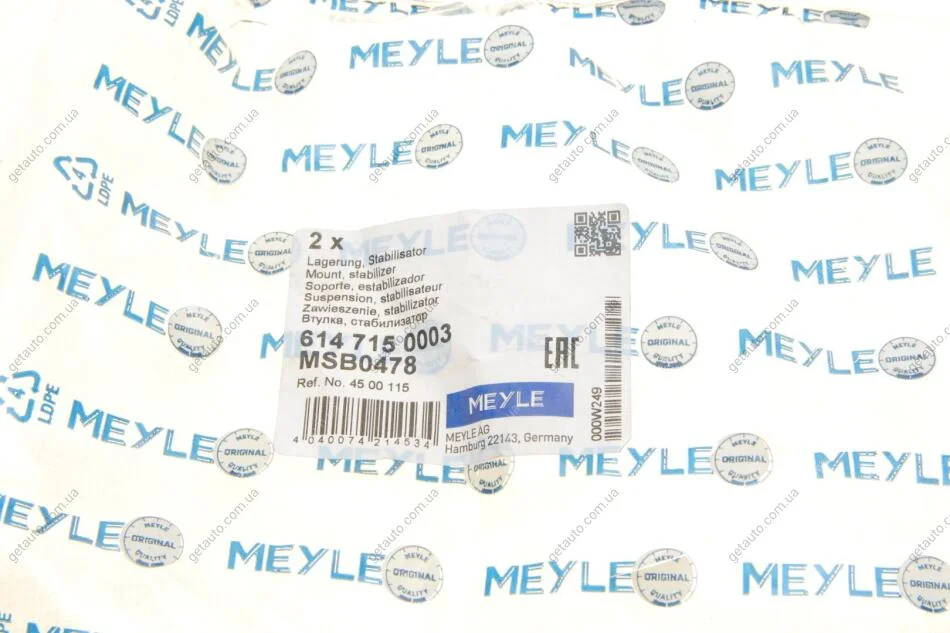 MEYLE
MEYLE ORIGINAL QUALITY
LDPE
2 x
Lagerung, Stabilisator
Mount, stabilizer
Soporte, estabilizador
Suspension, stabilisateur
Zawieszenie, stabilizator
Втулка, стабилизатор
614 715 0003
MSB0478
Ref. No. 45 00 115
4 040074 214534
EAC
MEYLE
MEYLE AG
Hamburg 22143, Germany
000W249
getauto.com.ua